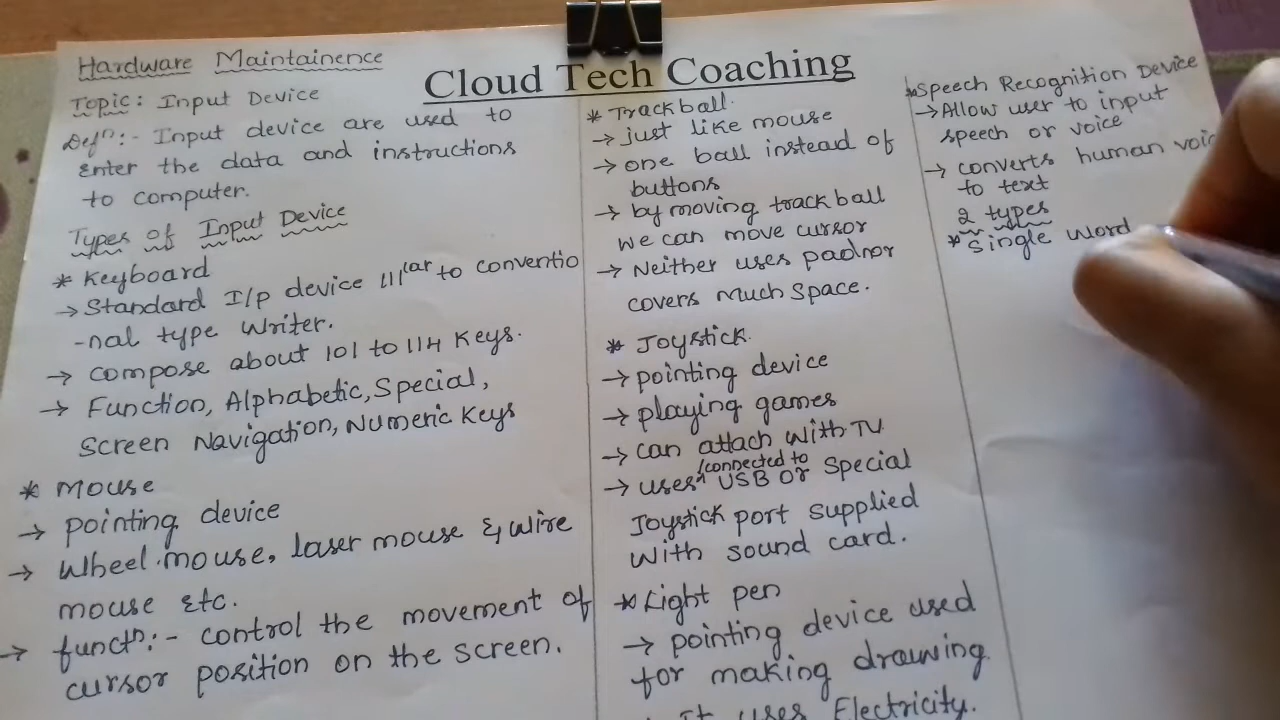 Hardware Maintainence
Cloud Tech Coaching
Topic: Input Device
Defn:- Input device are used to
Enter the data and instructions
to computer.
Types of Input Device
* Keyboard
→ Standard I/p device lllar to conventio
-nal type writer.
→ compose about 101 to 114 keys.
→ Function, Alphabetic, Special,
Screen Navigation, Numeric Keys
* Mouse
→ pointing device
→ Wheel mouse, laser mouse & wire
mouse Etc.
→ functn:- control the movement of
cursor position on the screen.
* Trackball.
→ just like mouse
→ one ball instead of
buttons
→ by moving trackball
we can move cursor
→ Neither uses pad nor
covers much space.
* Joystick.
→ pointing device
→ playing games
→ can attach with TV
/connected to
→ uses^ USB or special
Joystick port supplied
with sound card.
* Light pen
→ pointing device used
for making drawing
It uses Electricity.
* Speech Recognition Device
→ Allow user to input
speech or voice
→ converts human voic
to text
2 types
* Single word